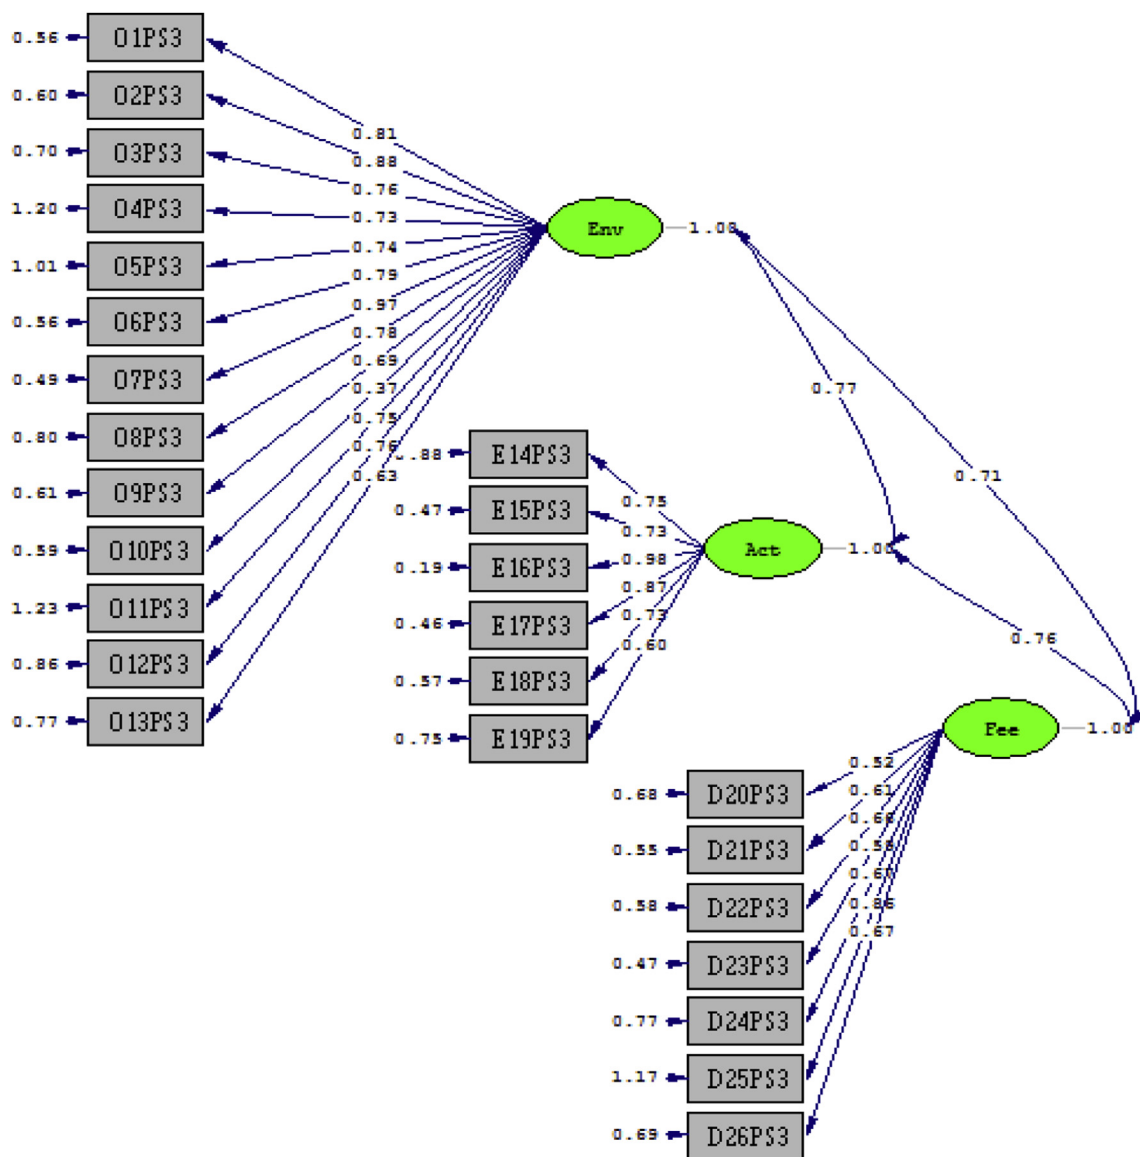 0.56 O1PS3
0.60 O2PS3
0.70 O3PS3
1.20 O4PS3
1.01 O5PS3
0.56 O6PS3
0.49 O7PS3
0.80 O8PS3
0.61 O9PS3
0.59 O10PS3
1.23 O11PS3
0.86 O12PS3
0.77 O13PS3
0.81
0.88
0.76
0.73
0.74
0.79
0.97
0.78
0.69
0.37
0.75
0.76
0.63
Env
0.77
0.71
0.76
E14PS3
0.47 E15PS3
0.19 E16PS3
0.46 E17PS3
0.57 E18PS3
0.75 E19PS3
0.75
0.73
0.98
0.87
0.73
0.60
Act 1.00
Fee 1.00
0.68 D20PS3
0.55 D21PS3
0.58 D22PS3
0.47 D23PS3
0.77 D24PS3
1.17 D25PS3
0.69 D26PS3
0.52
0.61
0.86
0.67